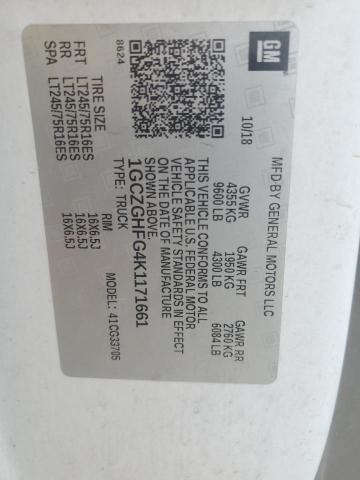 GM
MFD BY GENERAL MOTORS LLC
10/18
GVWR GAWR FRT GAWR RR
4355 KG 1950 KG 2760 KG
9600 LB 4300 LB 6084 LB
THIS VEHICLE CONFORMS TO ALL
APPLICABLE U.S. FEDERAL MOTOR
VEHICLE SAFETY STANDARDS IN EFFECT
ON THE DATE OF MANUFACTURE
SHOWN ABOVE.
1GCZGHFG4K1171661
TYPE: TRUCK MODEL: 41CG33705
8624
TIRE SIZE RIM
FRT LT245/75R16ES 16X6.5J
RR LT245/75R16ES 16X6.5J
SPA LT245/75R16ES 16X6.5J